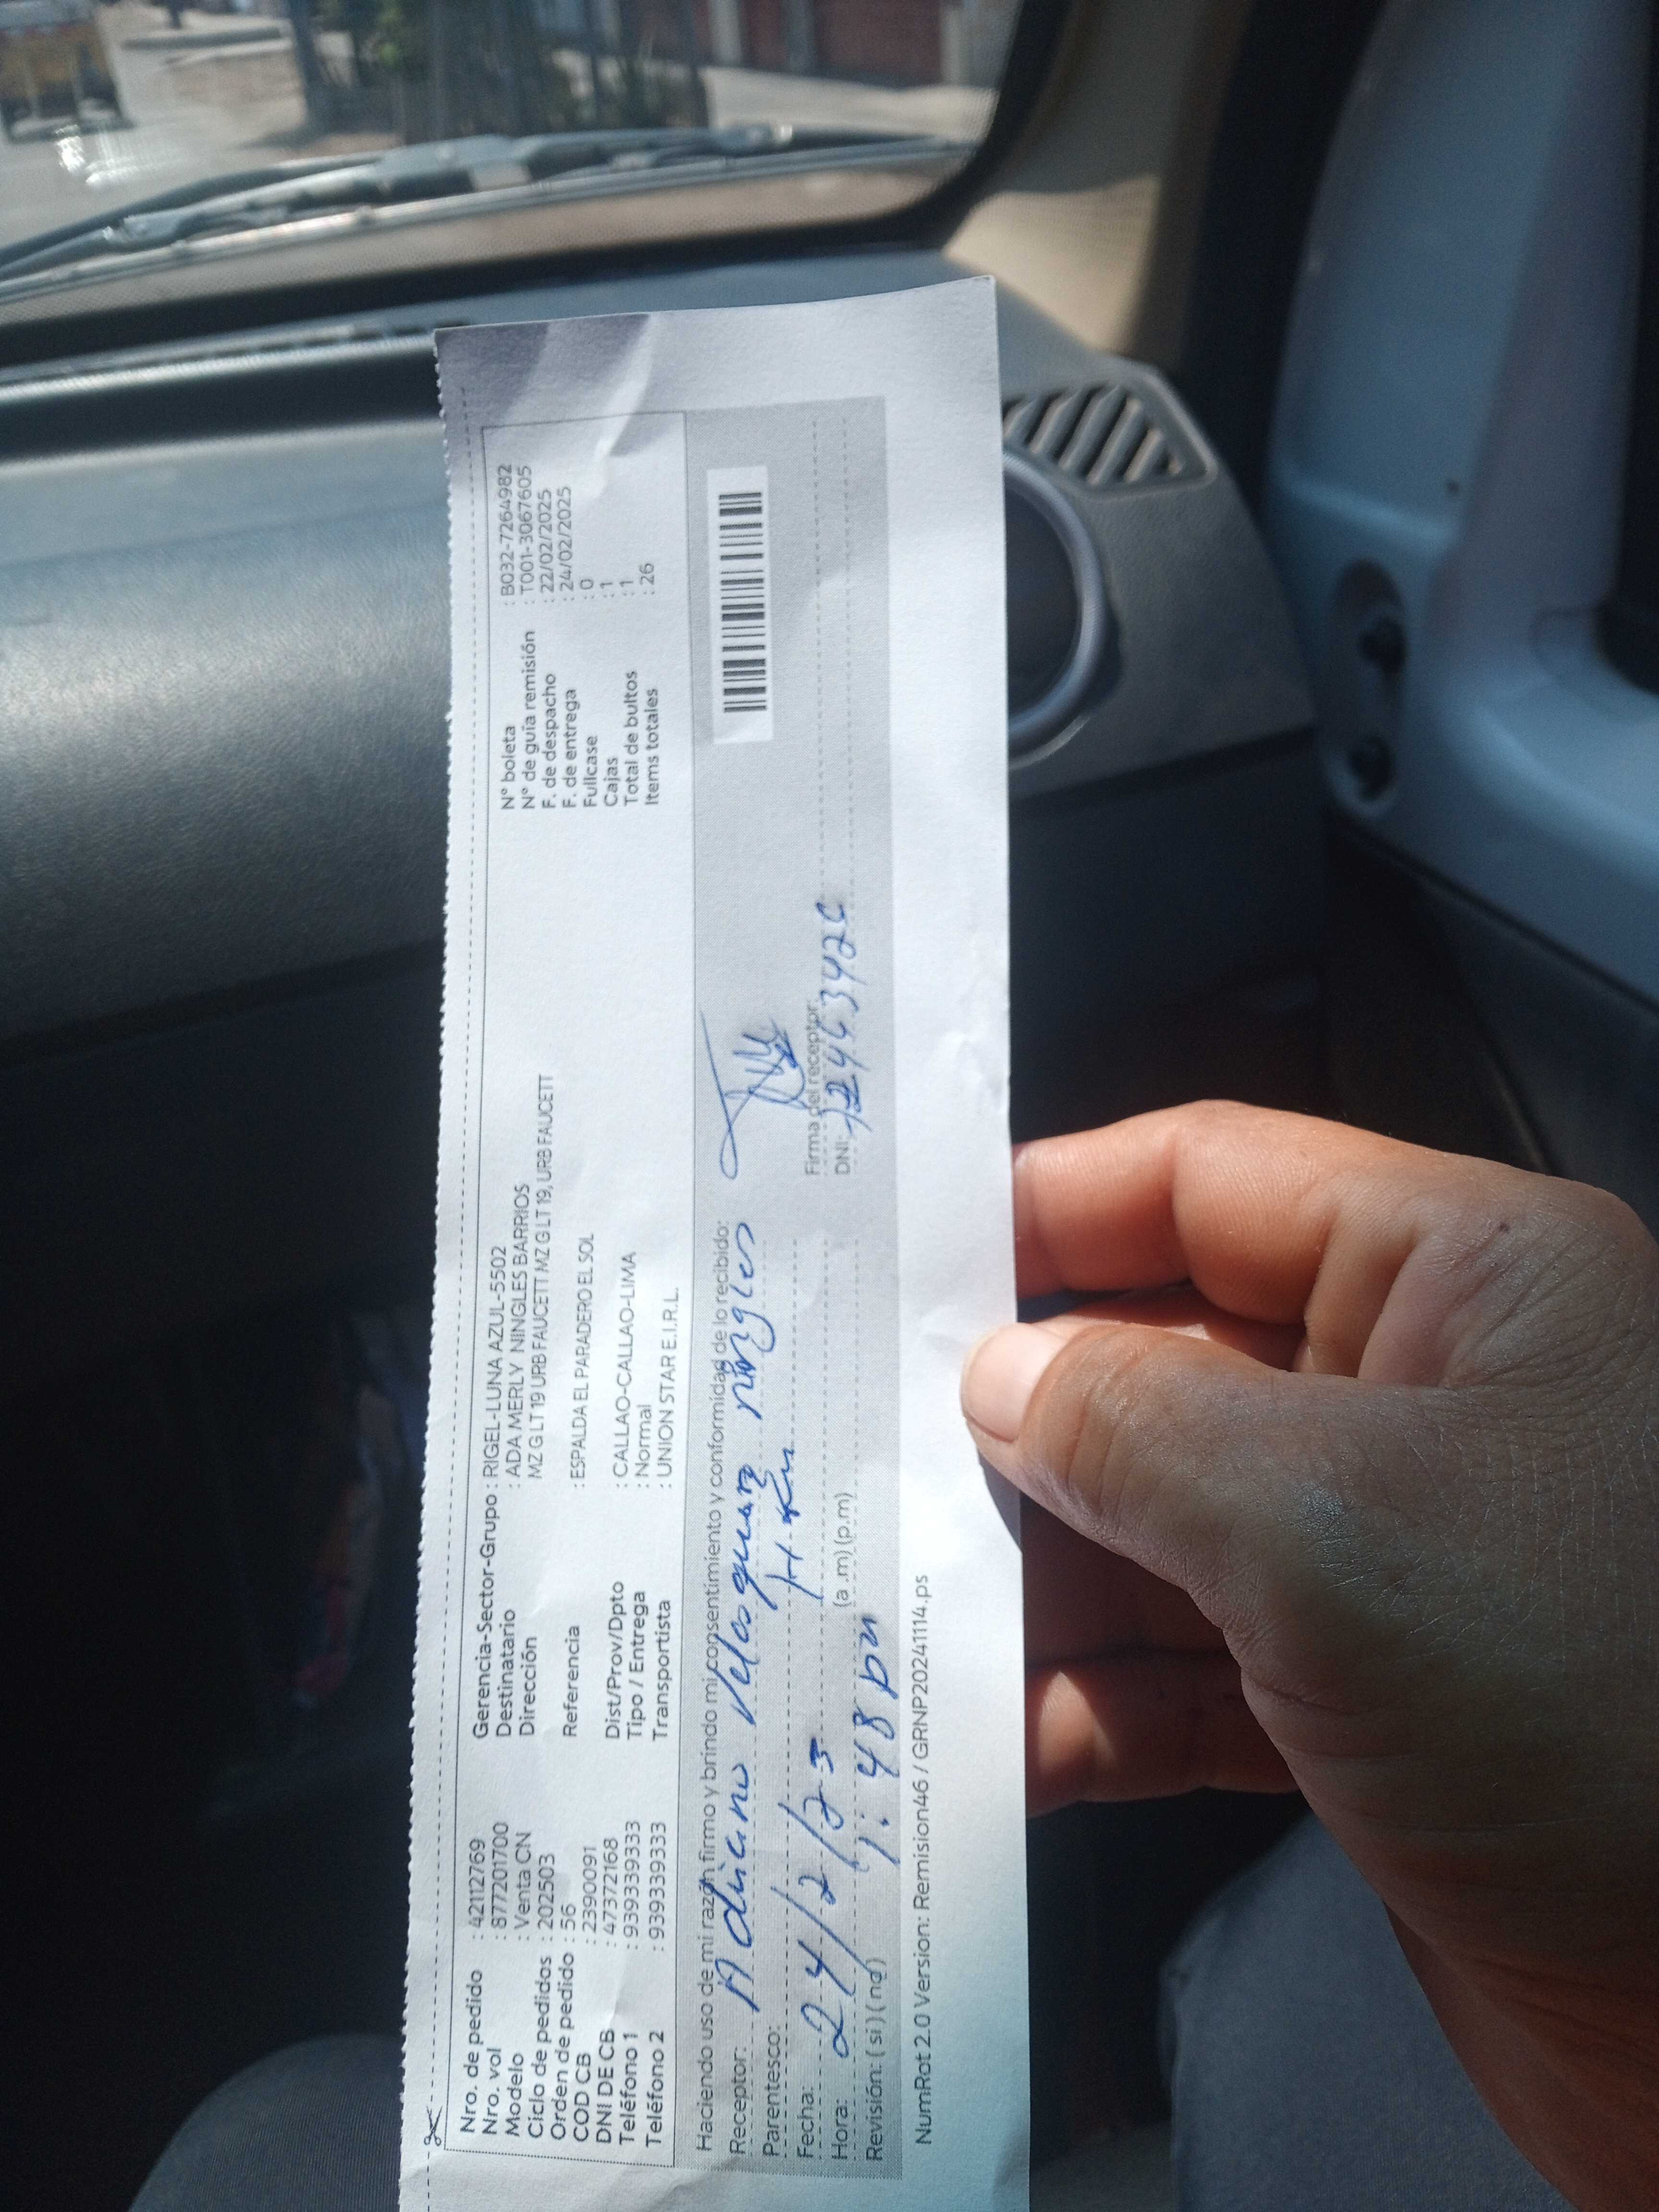 Nro. de pedido : 421112769
Nro. vol : 877201700
Modelo : Venta CN
Ciclo de pedidos : 202503
Orden de pedido : 56
COD CB : 2390091
DNI DE CB : 47372168
Teléfono 1 : 939339333
Teléfono 2 : 939339333
Gerencia-Sector-Grupo : RIGEL-LUNA AZUL-5502
Destinatario : ADA MERLY NINGLES BARRIOS
Dirección MZ G LT 19 URB FAUCETT MZ G LT 19, URB FAUCETT
Referencia : ESPALDA EL PARADERO EL SOL
Dist/Prov/Dpto : CALLAO-CALLAO-LIMA
Tipo / Entrega : Normal
Transportista : UNION STAR E.I.R.L.
N° boleta : B032-7264982
N° de guía remisión : T001-3067605
F. de despacho : 22/02/2025
F. de entrega : 24/02/2025
Fullcase : 0
Cajas : 1
Total de bultos : 1
Items totales : 26
Haciendo uso de mi razón firmo y brindo mi consentimiento y conformidad de lo recibido:
Receptor: Adriano Velasquez ningles
Parentesco:
Fecha: 24/2/25
Hora: 1:48 pm (a .m) (p.m)
Revisión: ( si ) ( no )
Firma del receptor:
DNI:
NumRot 2.0 Version: Remision46 / GRNP20241114.ps